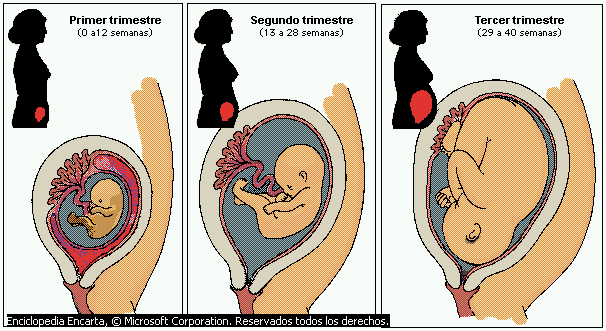 Primer trimestre
(0 a12 semanas)
Segundo trimestre
(13 a 28 semanas)
Tercer trimestre
(29 a 40 semanas)
Enciclopedia Encarta, © Microsoft Corporation. Reservados todos los derechos.